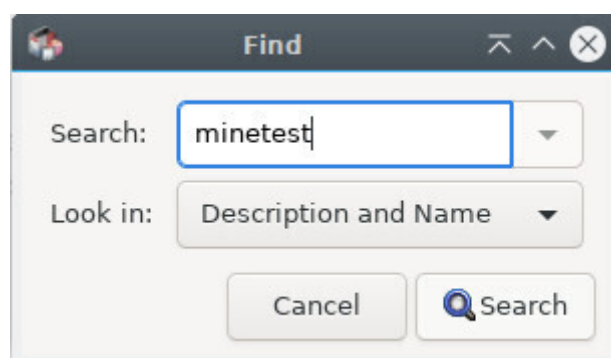 Find
Search: minetest
Look in: Description and Name
Cancel Search